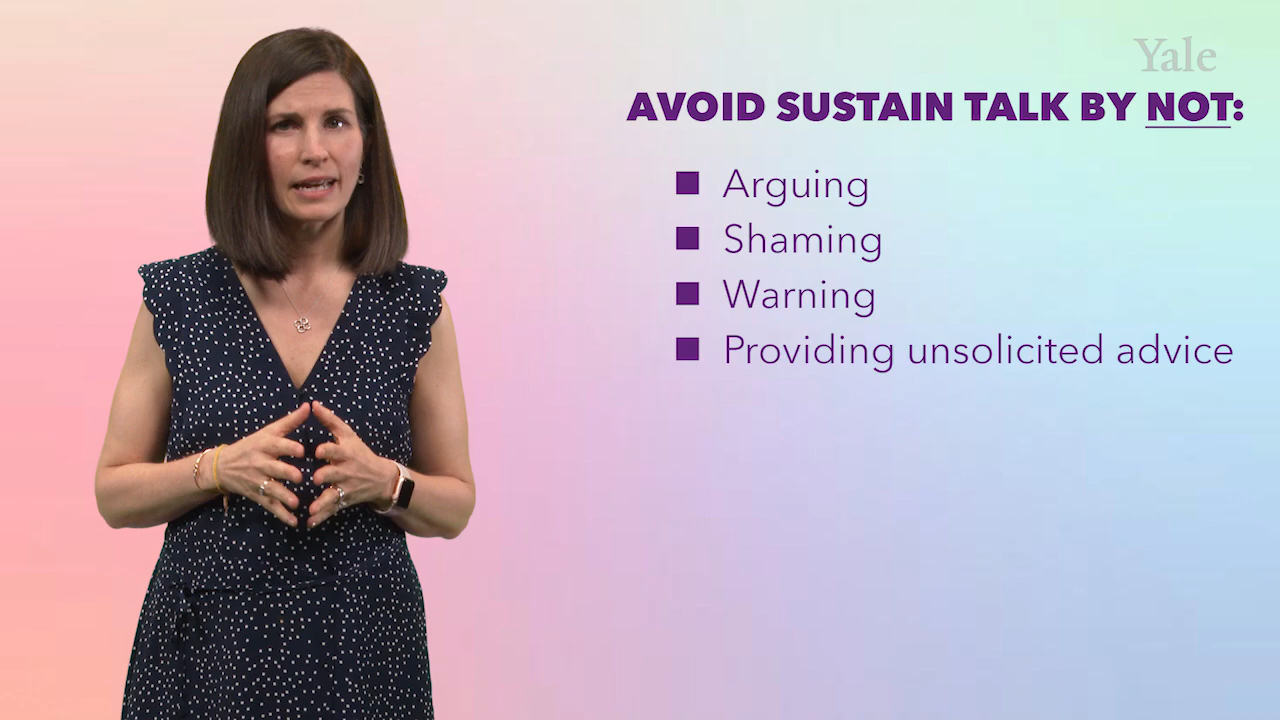 Yale
AVOID SUSTAIN TALK BY NOT:
Arguing
Shaming
Warning
Providing unsolicited advice